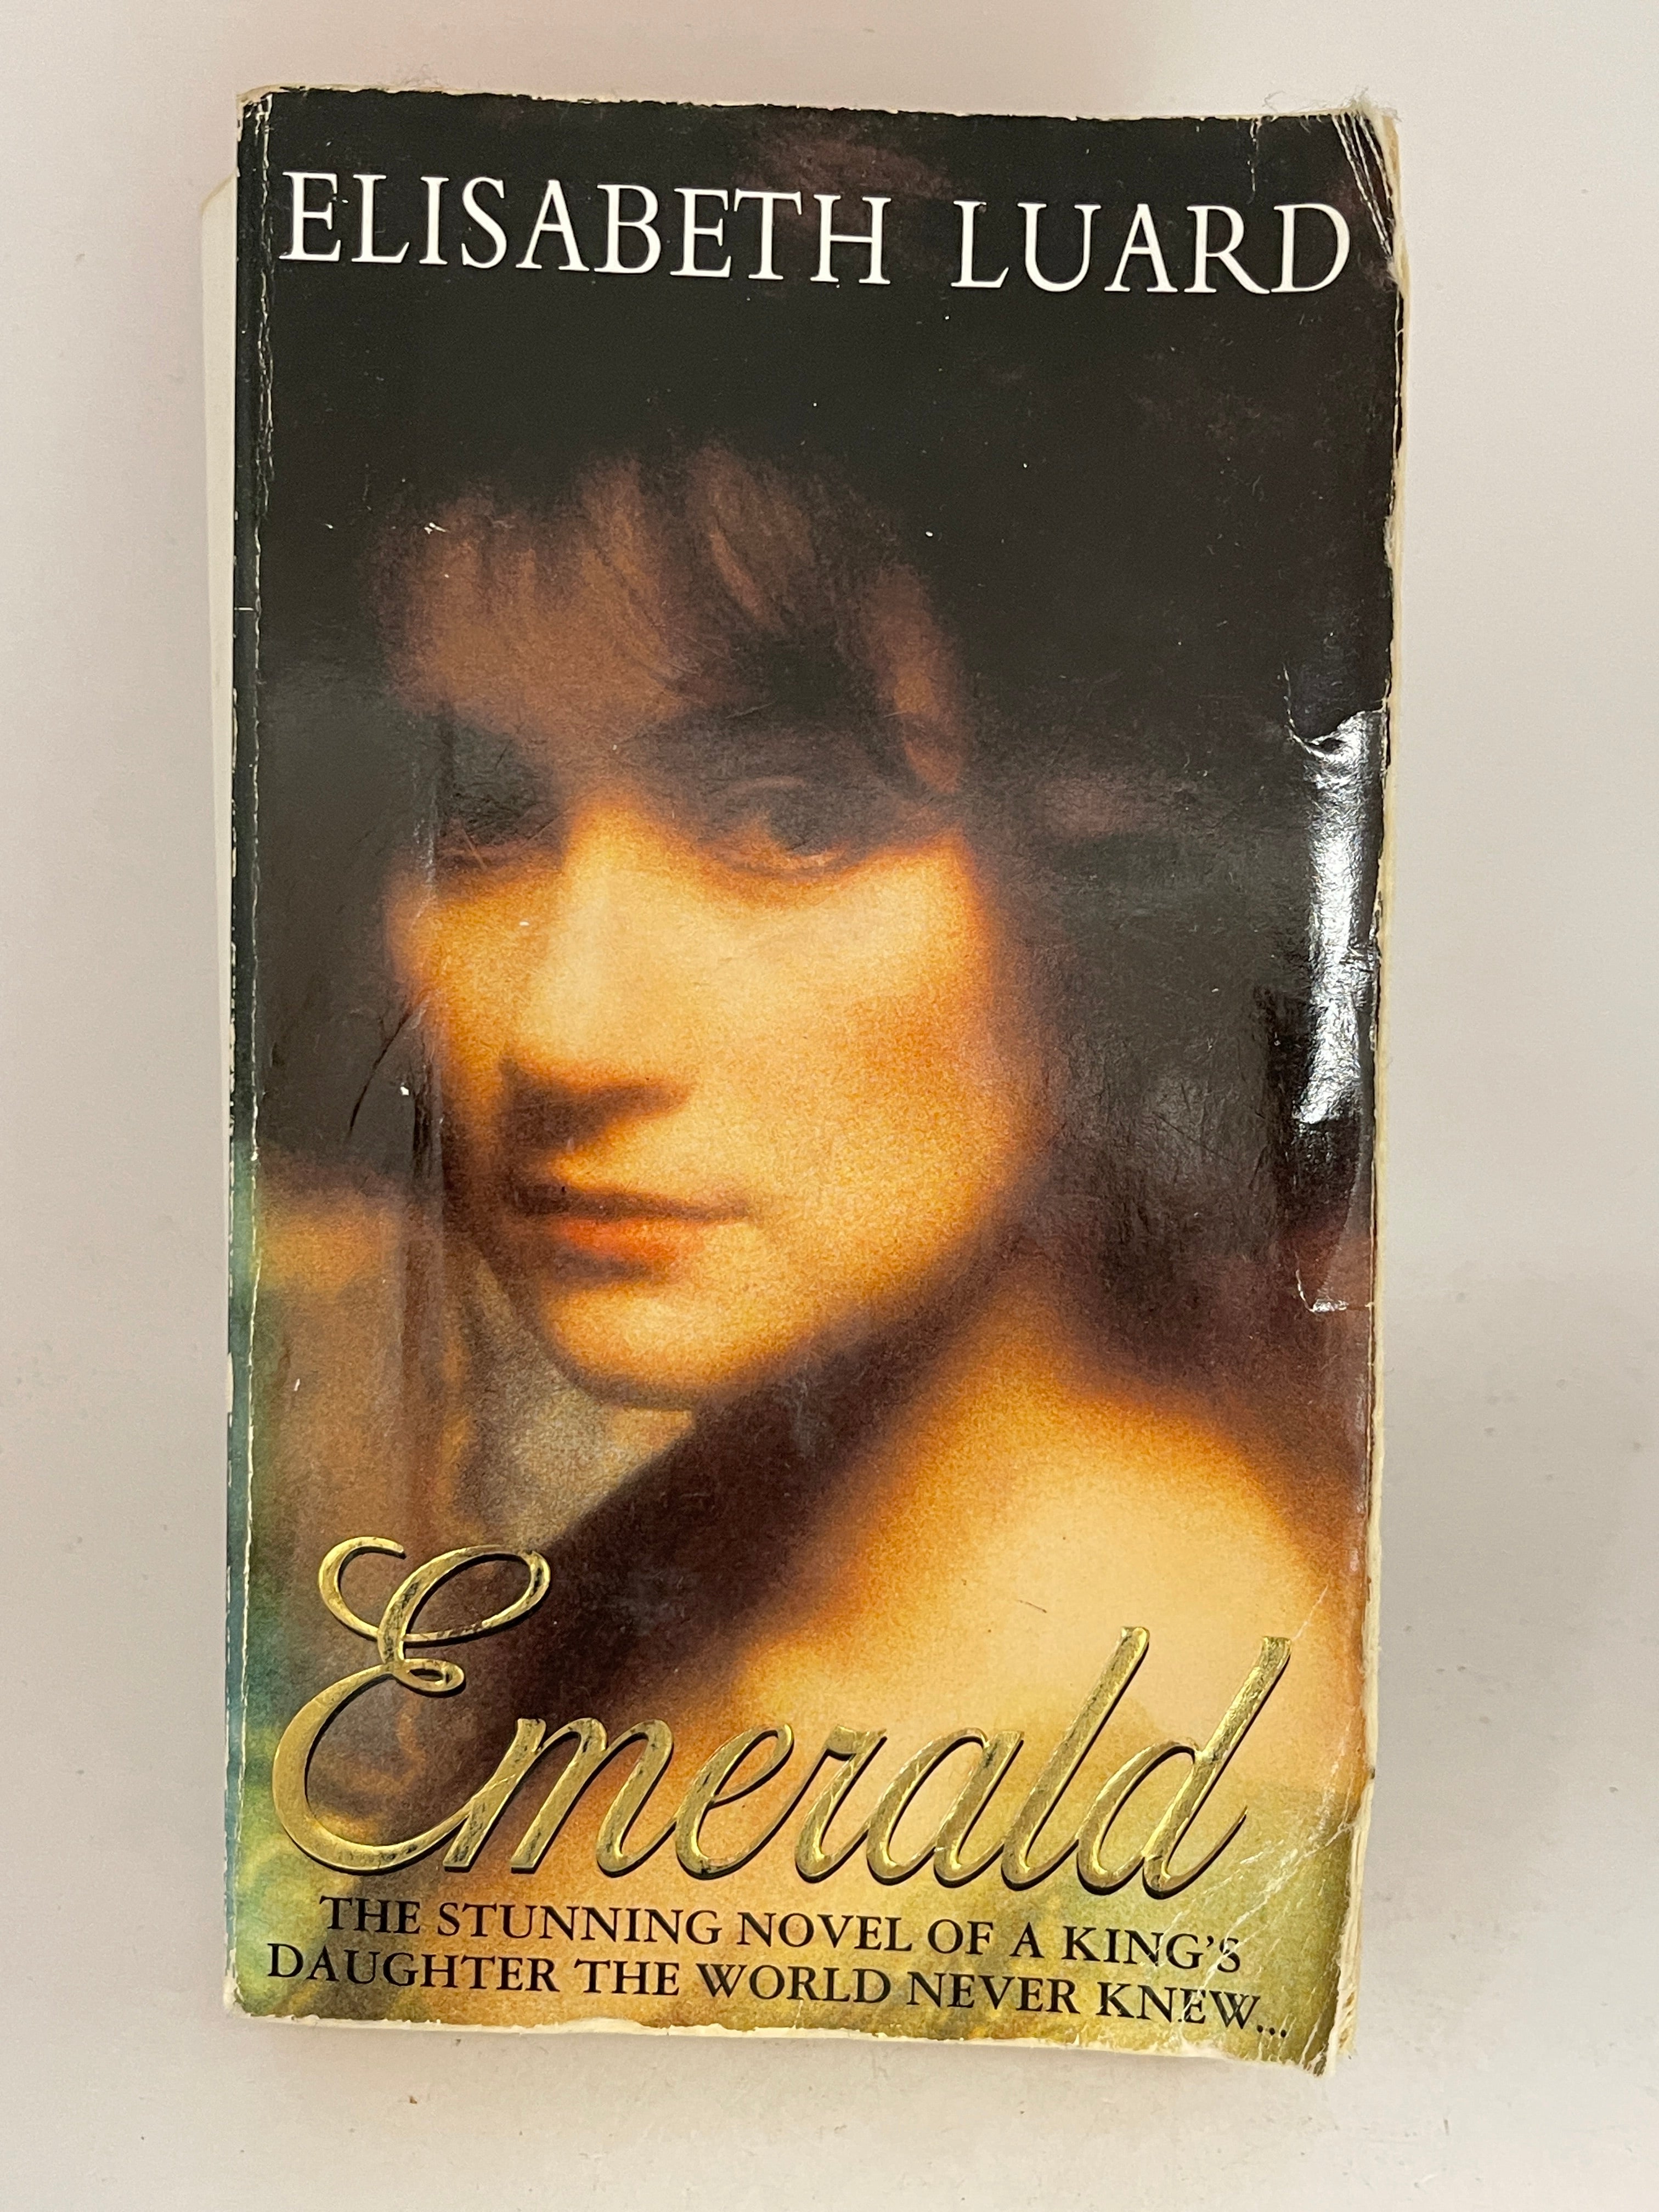 ELISABETH LUARD
Emerald
THE STUNNING NOVEL OF A KING'S
DAUGHTER THE WORLD NEVER KNEW...